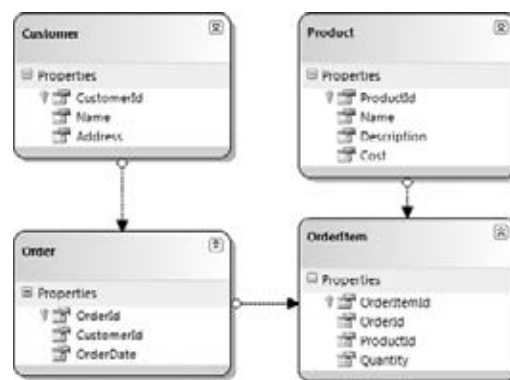 Customer
Properties
CustomerId
Name
Address
Product
Properties
ProductId
Name
Description
Cost
Order
Properties
OrderId
CustomerId
OrderDate
OrderItem
Properties
OrderItemId
OrderId
ProductId
Quantity